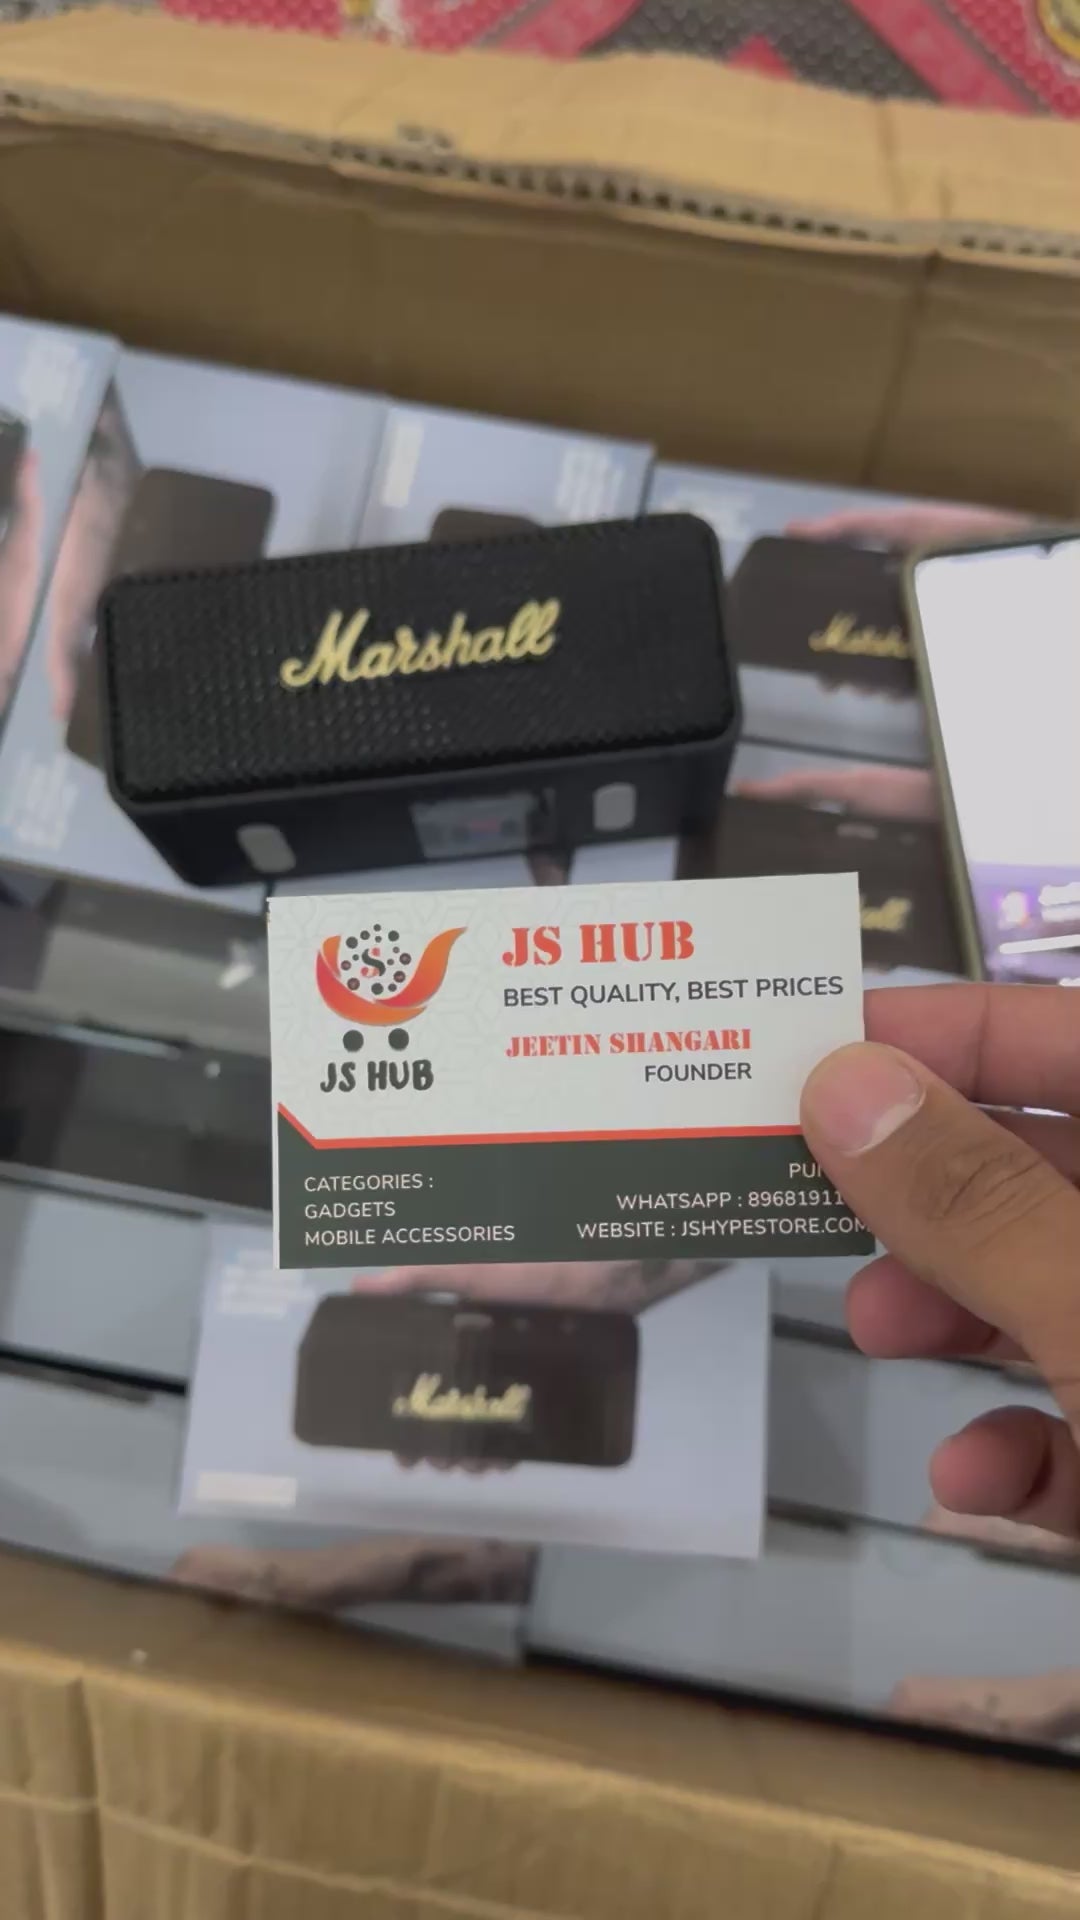 Marshall
JS HUB
BEST QUALITY, BEST PRICES
JEETIN SHANGARI
FOUNDER
S
JS HUB
CATEGORIES :
GADGETS
MOBILE ACCESSORIES
WHATSAPP : 89681911
WEBSITE : JSHYPESTORE.COM
Marshall